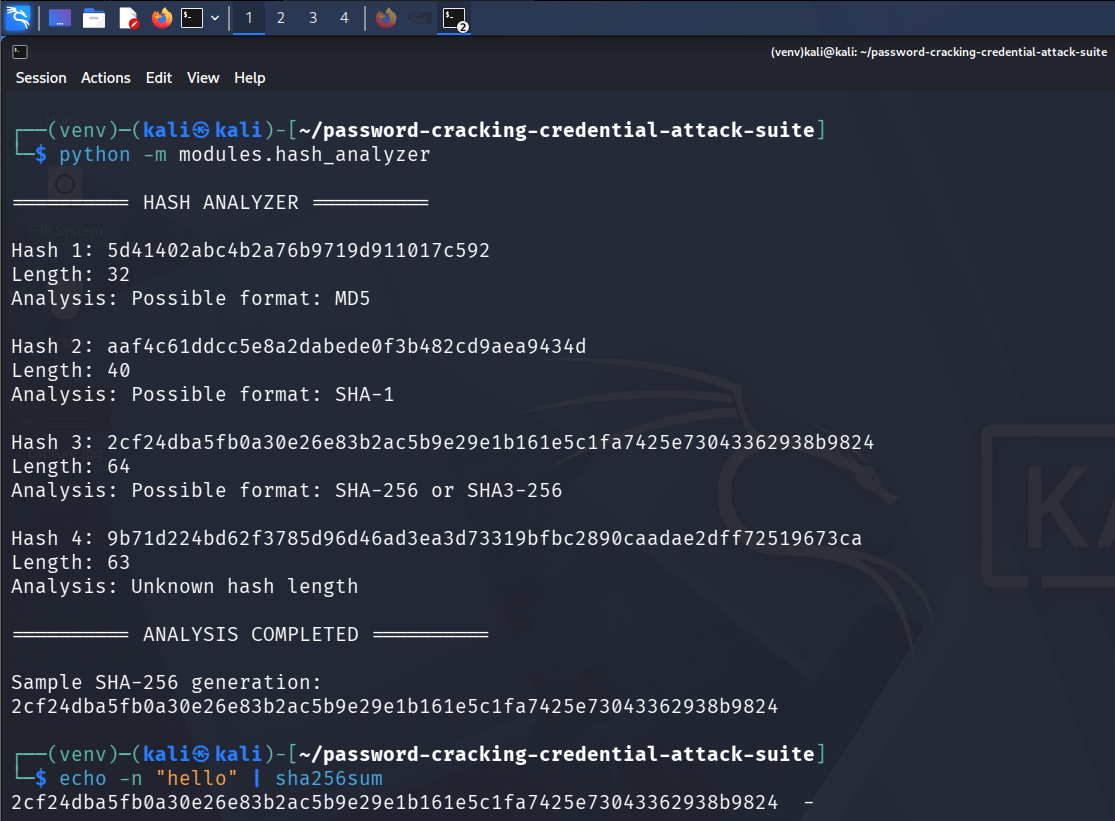 1 2 3 4 2
(venv)kali@kali: ~/password-cracking-credential-attack-suite
Session Actions Edit View Help
┌──(venv)─(kali㉿kali)-[~/password-cracking-credential-attack-suite]
└─$ python -m modules.hash_analyzer
========== HASH ANALYZER ==========
File System
Hash 1: 5d41402abc4b2a76b9719d911017c592
Length: 32
Analysis: Possible format: MD5
Hash 2: aaf4c61ddcc5e8a2dabede0f3b482cd9aea9434d
Length: 40
Analysis: Possible format: SHA-1
Hash 3: 2cf24dba5fb0a30e26e83b2ac5b9e29e1b161e5c1fa7425e73043362938b9824
Length: 64
Analysis: Possible format: SHA-256 or SHA3-256
Hash 4: 9b71d224bd62f3785d96d46ad3ea3d73319bfbc2890caadae2dff72519673ca
Length: 63
Analysis: Unknown hash length
========== ANALYSIS COMPLETED ==========
Sample SHA-256 generation:
2cf24dba5fb0a30e26e83b2ac5b9e29e1b161e5c1fa7425e73043362938b9824
┌──(venv)─(kali㉿kali)-[~/password-cracking-credential-attack-suite]
└─$ echo -n "hello" | sha256sum
2cf24dba5fb0a30e26e83b2ac5b9e29e1b161e5c1fa7425e73043362938b9824  -